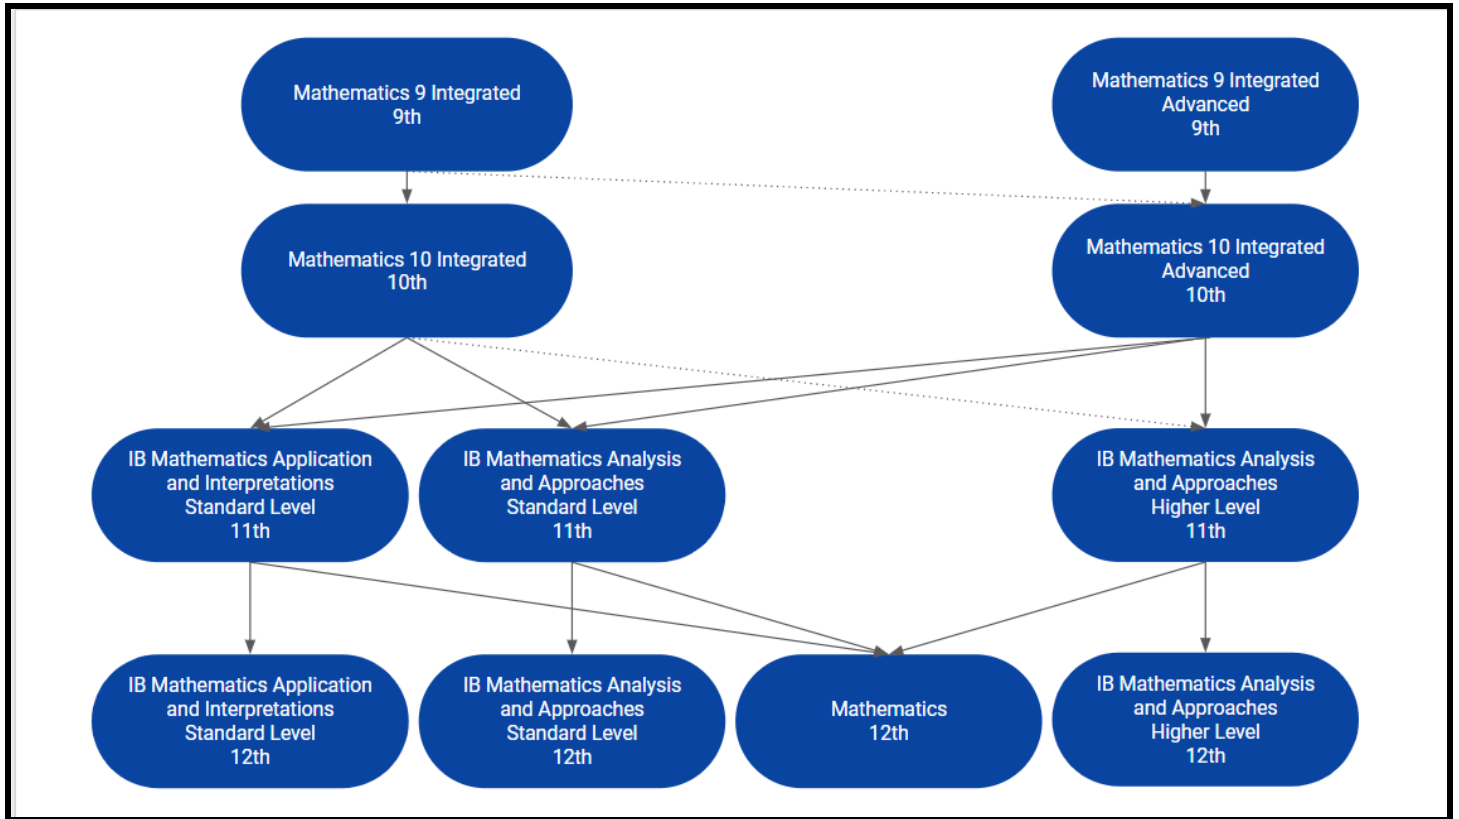 Mathematics 9 Integrated
9th
Mathematics 9 Integrated
Advanced
9th
Mathematics 10 Integrated
10th
Mathematics 10 Integrated
Advanced
10th
IB Mathematics Application
and Interpretations
Standard Level
11th
IB Mathematics Analysis
and Approaches
Standard Level
11th
IB Mathematics Analysis
and Approaches
Higher Level
11th
IB Mathematics Application
and Interpretations
Standard Level
12th
IB Mathematics Analysis
and Approaches
Standard Level
12th
Mathematics
12th
IB Mathematics Analysis
and Approaches
Higher Level
12th